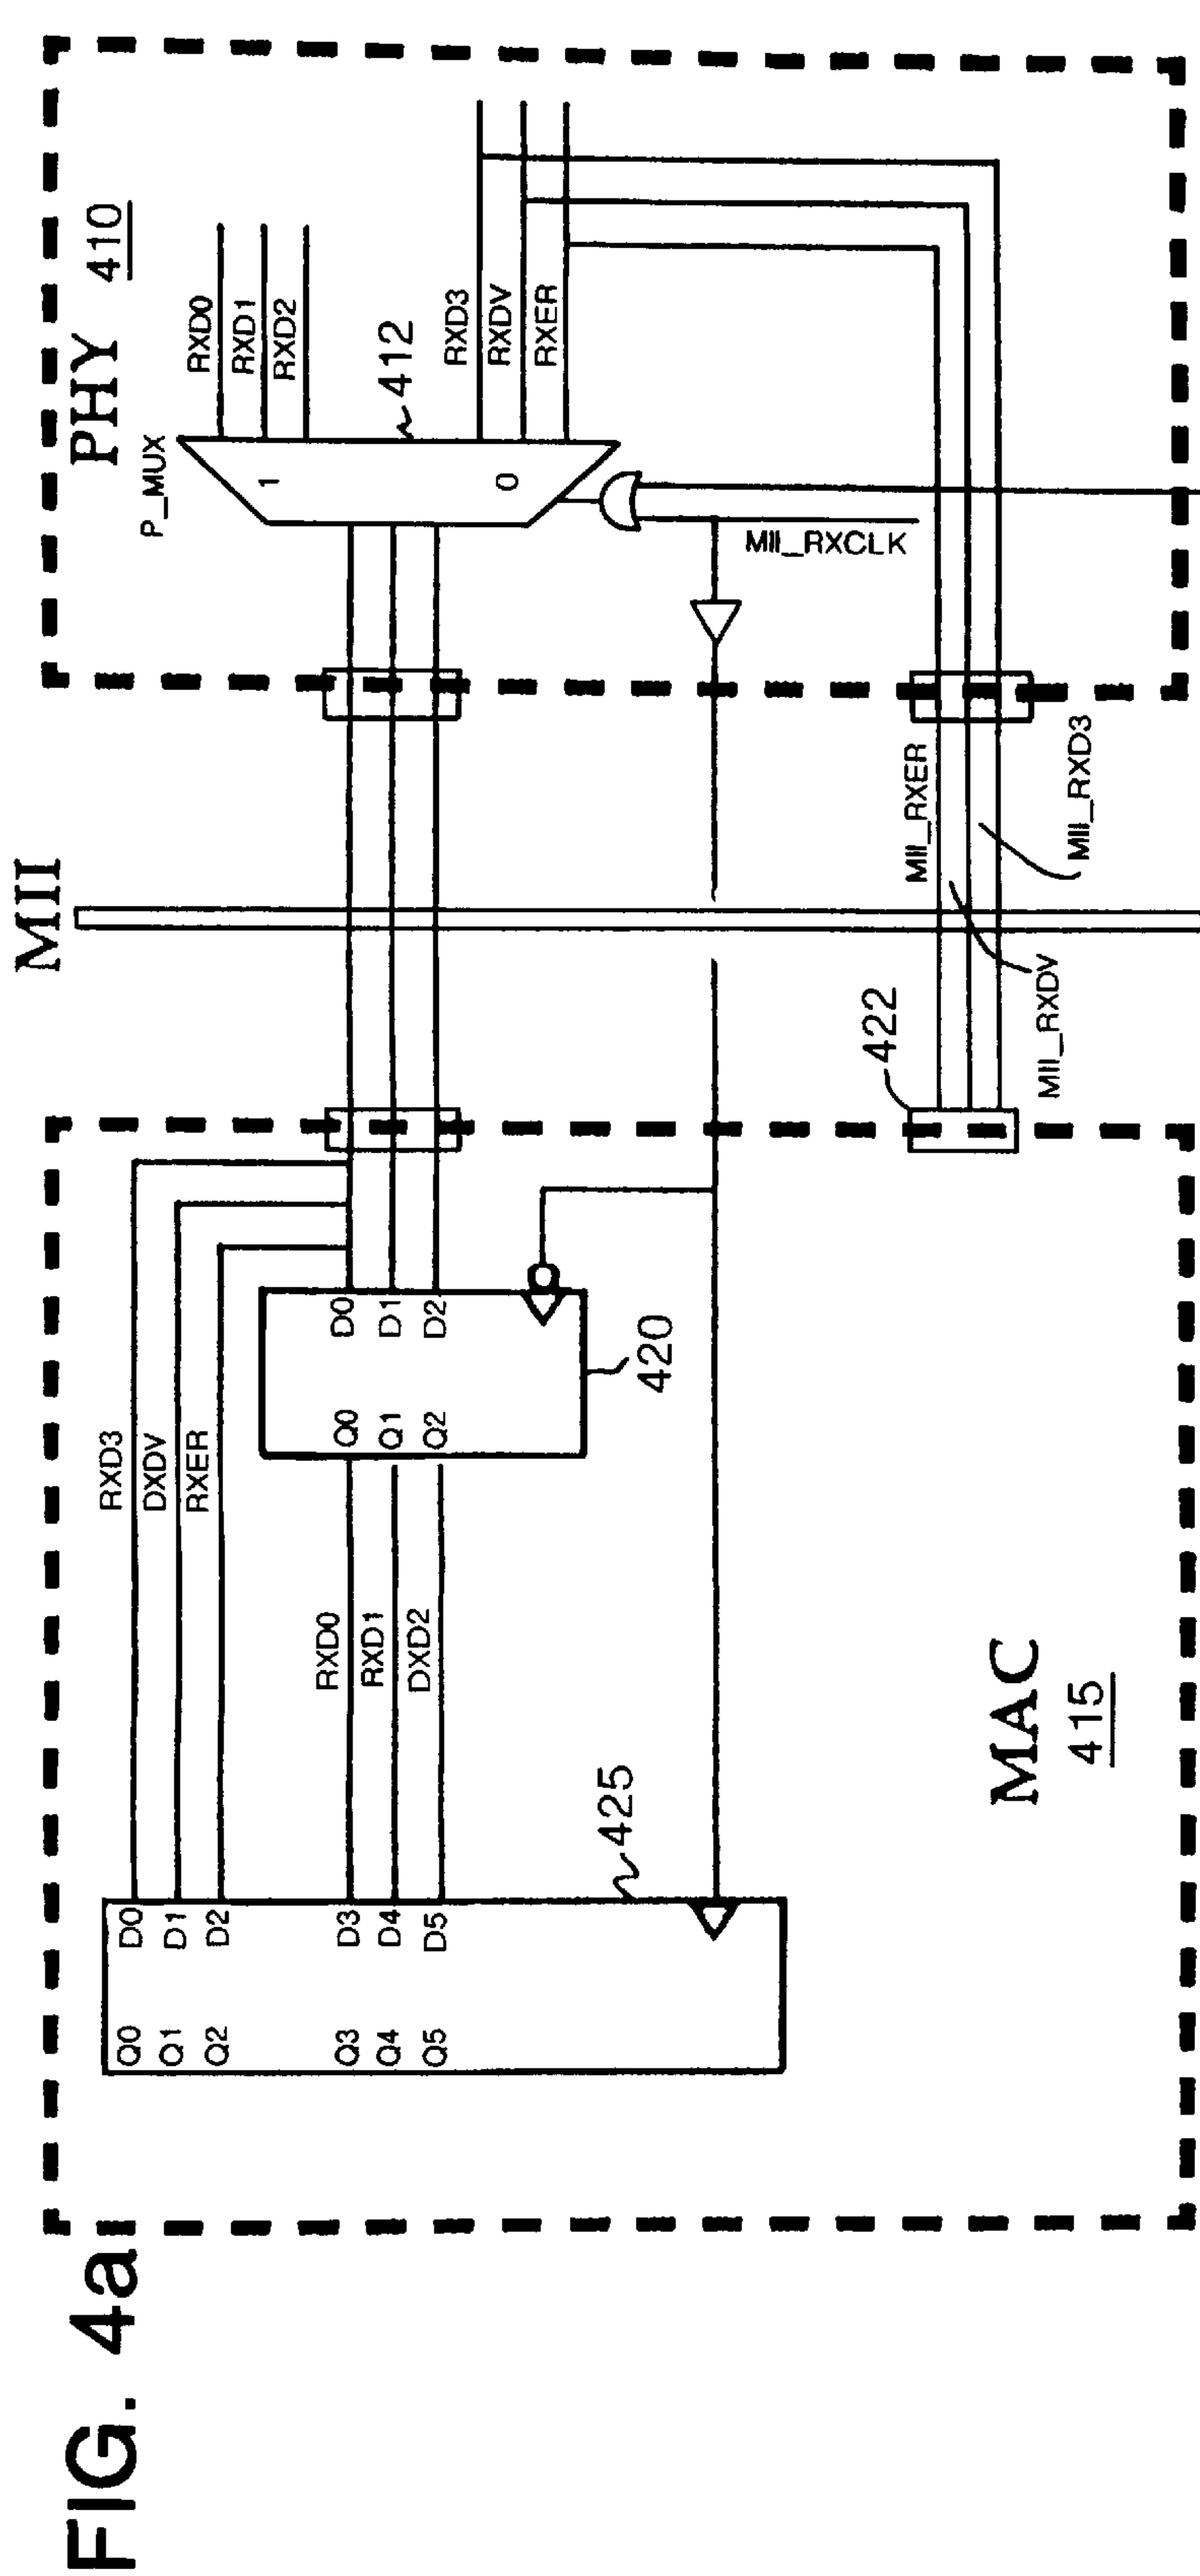 FIG. 4a
MII
PHY
410
P_MUX
RXD0
RXD1
RXD2
1
412
RXD3
RXDV
RXER
0
MII_RXCLK
MII_RXER
MII_RXD3
MII_RXDV
422
RXD3
DXDV
RXER
Q0 D0
Q1 D1
Q2 D2
420
RXD0
RXD1
DXD2
425
Q0 D0
Q1 D1
Q2 D2
Q3 D3
Q4 D4
Q5 D5
MAC
415